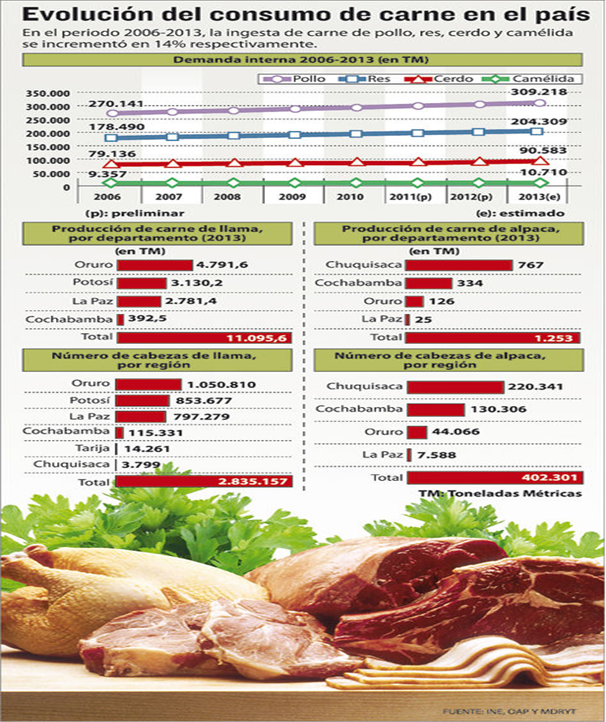 Evolución del consumo de carne en el país
En el periodo 2006-2013, la ingesta de carne de pollo, res, cerdo y camélida
se incrementó en 14% respectivamente.
Demanda interna 2006-2013 (en TM)
Pollo Res Cerdo Camélida
350.000
300.000
250.000
200.000
150.000
100.000
50.000
0
270.141 309.218
178.490 204.309
79.136 90.583
9.357 10.710
2006 2007 2008 2009 2010 2011(p) 2012(p) 2013(e)
(p): preliminar (e): estimado
Producción de carne de llama,
por departamento (2013)
(en TM)
Oruro 4.791,6
Potosí 3.130,2
La Paz 2.781,4
Cochabamba 392,5
Total 11.095,6
Producción de carne de alpaca,
por departamento (2013)
(en TM)
Chuquisaca 767
Cochabamba 334
Oruro 126
La Paz 25
Total 1.253
Número de cabezas de llama,
por región
Oruro 1.050.810
Potosí 853.677
La Paz 797.279
Cochabamba 115.331
Tarija 14.261
Chuquisaca 3.799
Total 2.835.157
Número de cabezas de alpaca,
por región
Chuquisaca 220.341
Cochabamba 130.306
Oruro 44.066
La Paz 7.588
Total 402.301
TM: Toneladas Métricas
FUENTE: INE, OAP Y MDRYT